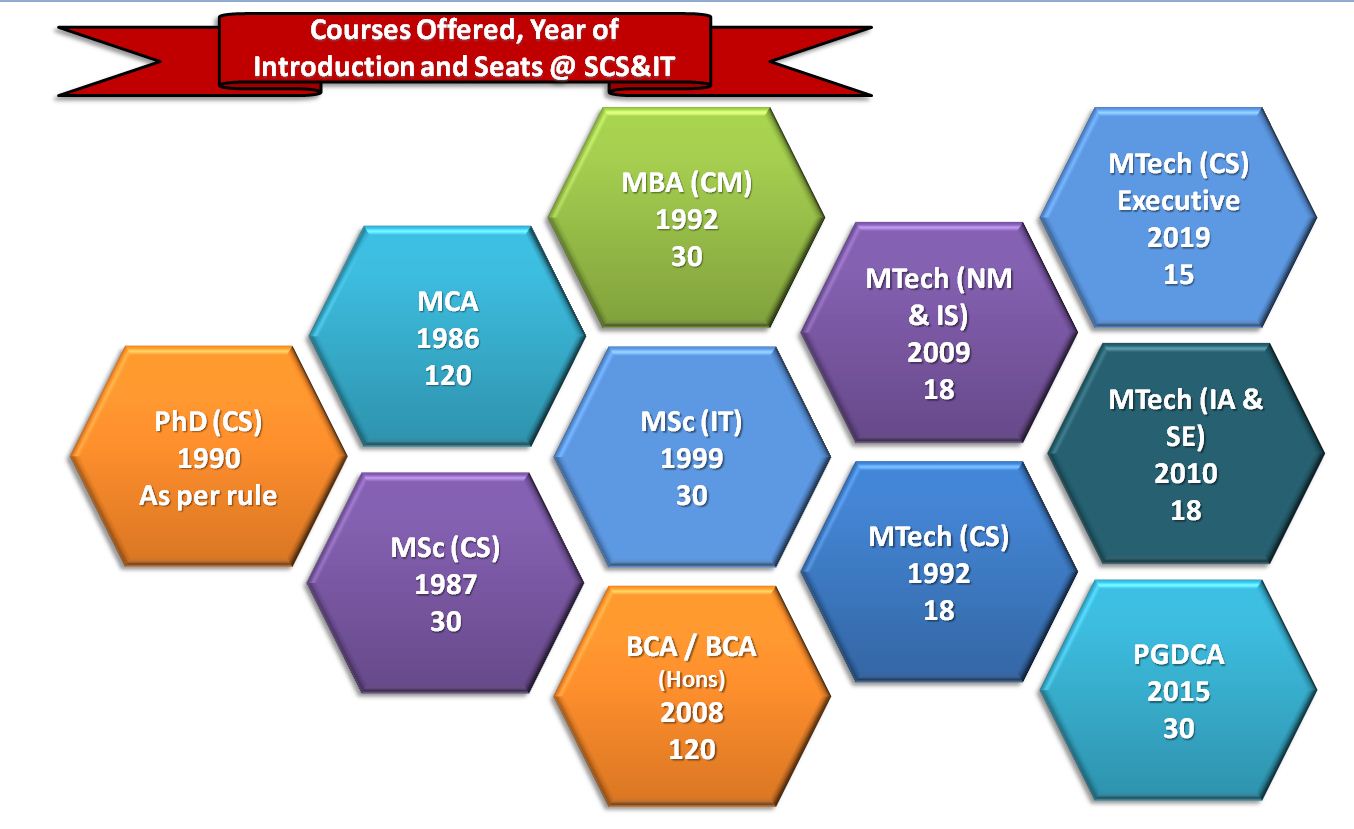 Courses Offered, Year of
Introduction and Seats @ SCS&IT
PhD (CS)
1990
As per rule
MCA
1986
120
MSc (CS)
1987
30
MBA (CM)
1992
30
MSc (IT)
1999
30
BCA / BCA
(Hons)
2008
120
MTech (NM
& IS)
2009
18
MTech (CS)
1992
18
MTech (CS)
Executive
2019
15
MTech (IA &
SE)
2010
18
PGDCA
2015
30